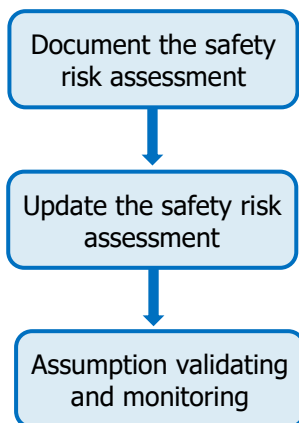 Document the safety
risk assessment
Update the safety risk
assessment
Assumption validating
and monitoring